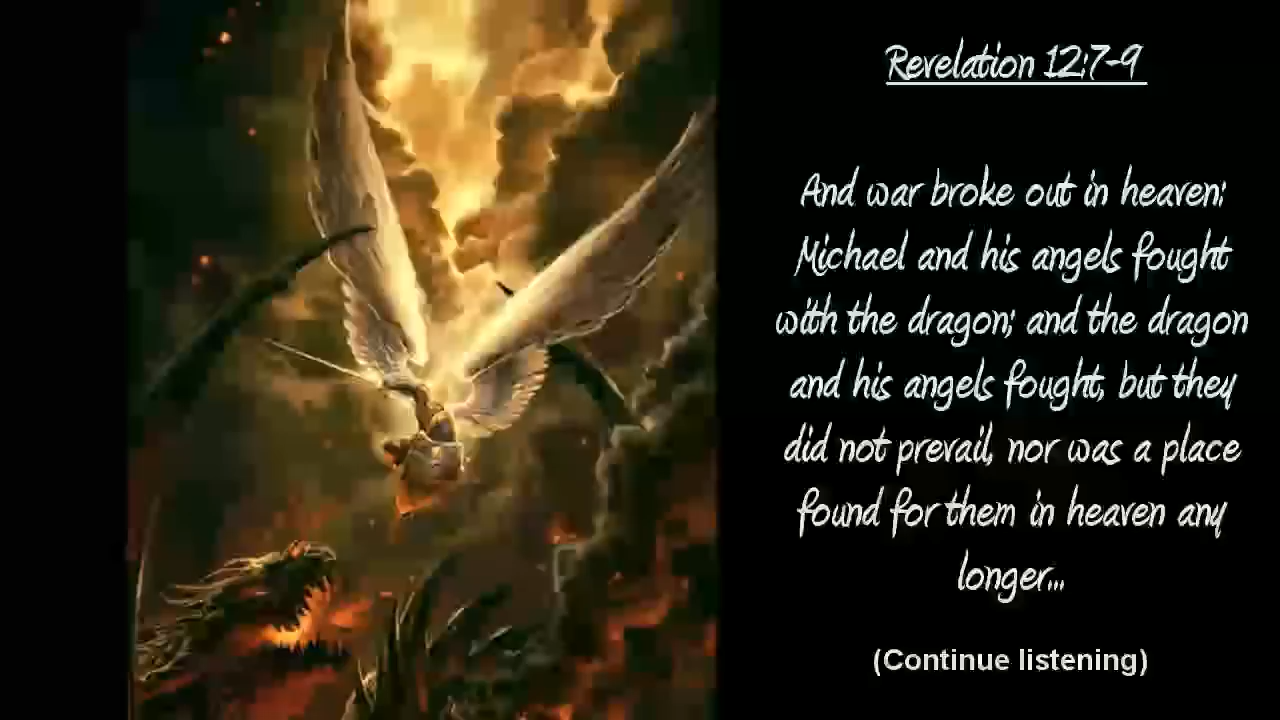 Revelation 12:7-9
And war broke out in heaven:
Michael and his angels fought
with the dragon; and the dragon
and his angels fought, but they
did not prevail, nor was a place
found for them in heaven any
longer...
(Continue listening)